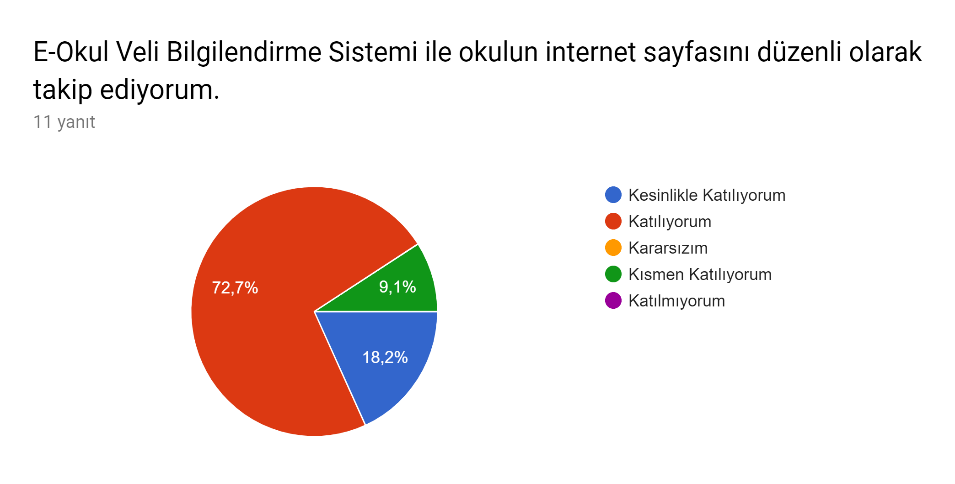 E-Okul Veli Bilgilendirme Sistemi ile okulun internet sayfasını düzenli olarak
takip ediyorum.
11 yanıt
72,7%
9,1%
18,2%
Kesinlikle Katılıyorum
Katılıyorum
Kararsızım
Kısmen Katılıyorum
Katılmıyorum